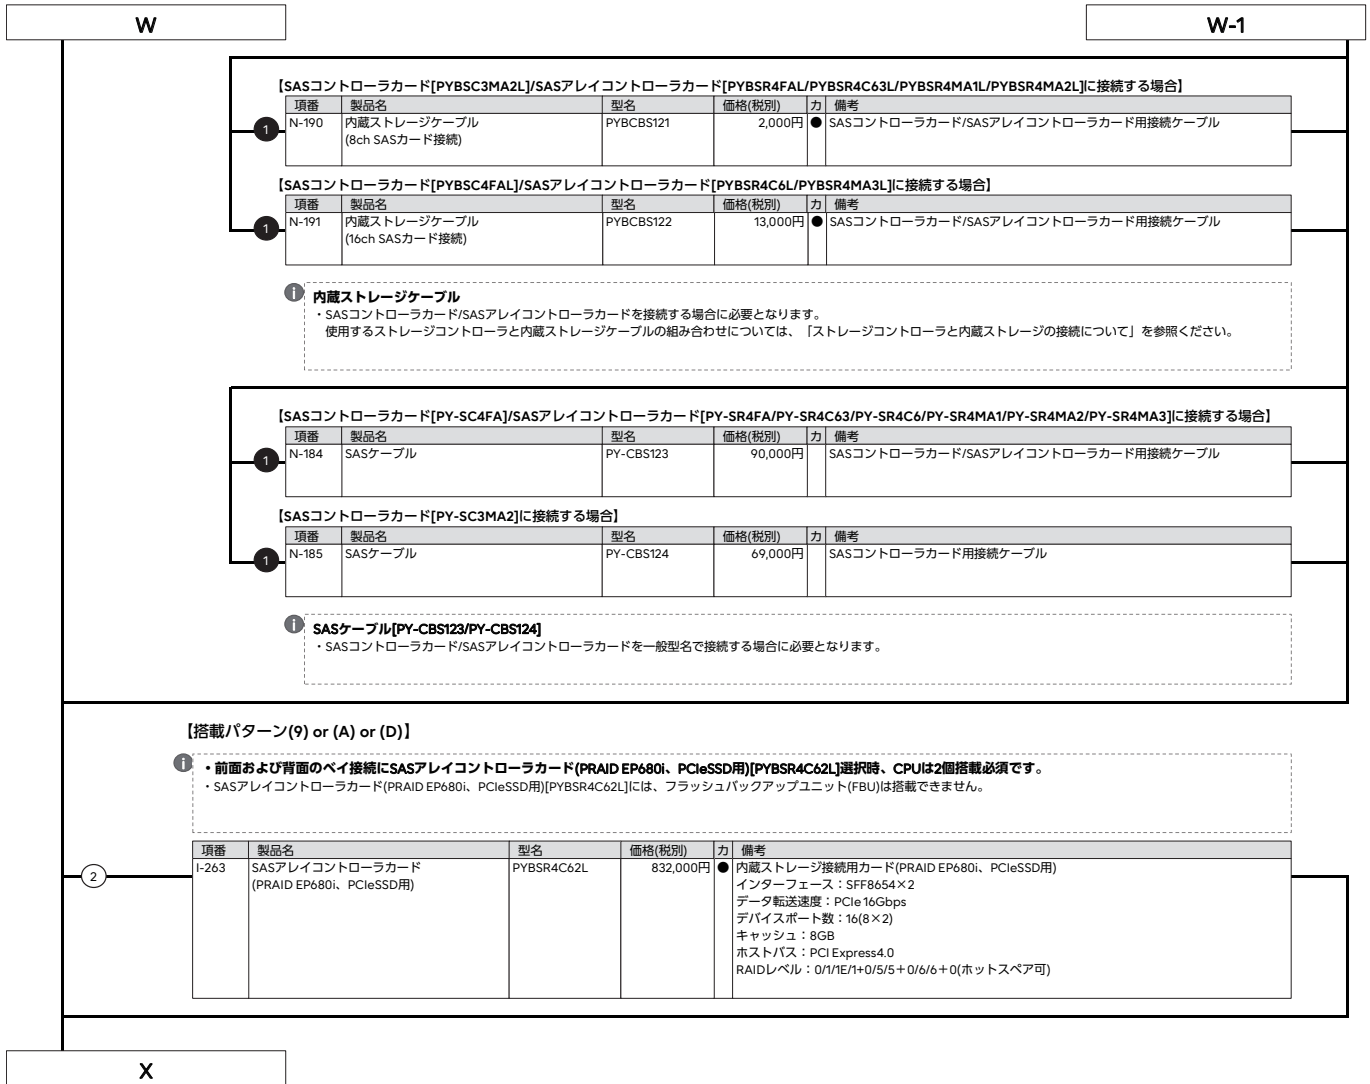 W
W-1
【SASコントローラカード[PYBSC3MA2L]/SASアレイコントローラカード[PYBSR4FAL/PYBSR4C63L/PYBSR4MA1L/PYBSR4MA2L]に接続する場合】
項番 製品名 型名 価格(税別) カ 備考
1 N-190 内蔵ストレージケーブル PYBCBS121 2,000円 ● SASコントローラカード/SASアレイコントローラカード用接続ケーブル
(8ch SASカード接続)
【SASコントローラカード[PYBSC4FAL]/SASアレイコントローラカード[PYBSR4C6L/PYBSR4MA3L]に接続する場合】
項番 製品名 型名 価格(税別) カ 備考
1 N-191 内蔵ストレージケーブル PYBCBS122 13,000円 ● SASコントローラカード/SASアレイコントローラカード用接続ケーブル
(16ch SASカード接続)
i 内蔵ストレージケーブル
・SASコントローラカード/SASアレイコントローラカードを接続する場合に必要となります。
使用するストレージコントローラと内蔵ストレージケーブルの組み合わせについては、「ストレージコントローラと内蔵ストレージの接続について」を参照ください。
【SASコントローラカード[PY-SC4FA]/SASアレイコントローラカード[PY-SR4FA/PY-SR4C63/PY-SR4C6/PY-SR4MA1/PY-SR4MA2/PY-SR4MA3]に接続する場合】
項番 製品名 型名 価格(税別) カ 備考
1 N-184 SASケーブル PY-CBS123 90,000円 SASコントローラカード/SASアレイコントローラカード用接続ケーブル
【SASコントローラカード[PY-SC3MA2]に接続する場合】
項番 製品名 型名 価格(税別) カ 備考
1 N-185 SASケーブル PY-CBS124 69,000円 SASコントローラカード用接続ケーブル
i SASケーブル[PY-CBS123/PY-CBS124]
・SASコントローラカード/SASアレイコントローラカードを一般型名で接続する場合に必要となります。
【搭載パターン(9) or (A) or (D)】
i ・前面および背面のベイ接続にSASアレイコントローラカード(PRAID EP680i、PCIeSSD用)[PYBSR4C62L]選択時、CPUは2個搭載必須です。
・SASアレイコントローラカード(PRAID EP680i、PCIeSSD用)[PYBSR4C62L]には、フラッシュバックアップユニット(FBU)は搭載できません。
項番 製品名 型名 価格(税別) カ 備考
2 I-263 SASアレイコントローラカード PYBSR4C62L 832,000円 ● 内蔵ストレージ接続用カード(PRAID EP680i、PCIeSSD用)
(PRAID EP680i、PCIeSSD用) インターフェース：SFF8654×2
データ転送速度：PCIe 16Gbps
デバイスポート数：16(8×2)
キャッシュ：8GB
ホストバス：PCI Express4.0
RAIDレベル：0/1/1E/1+0/5/5＋0/6/6＋0(ホットスペア可)
X